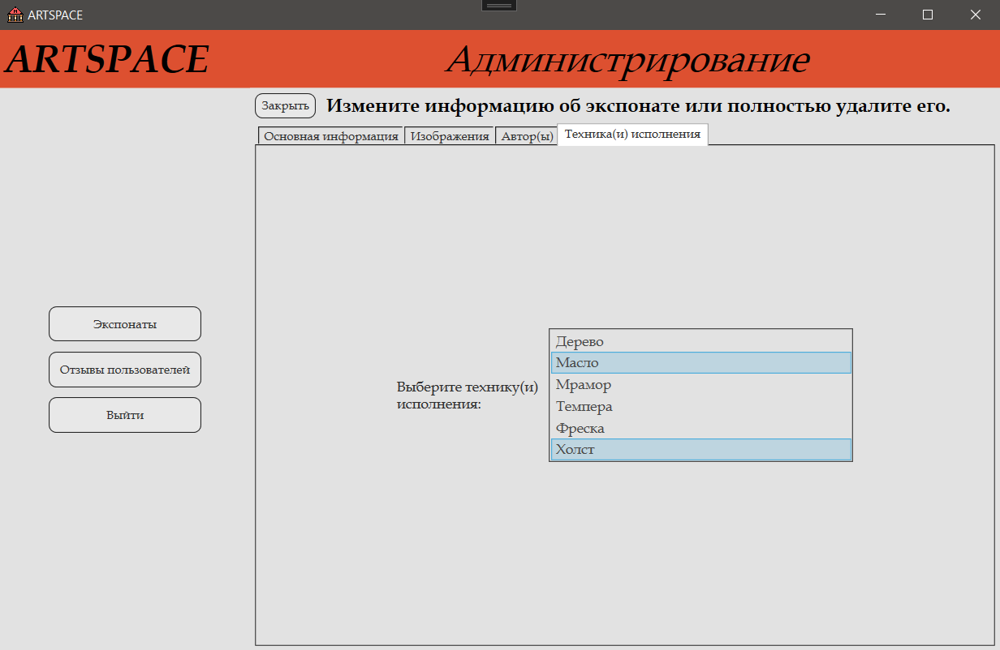 ARTSPACE
ARTSPACE
Администрирование
Закрыть
Измените информацию об экспонате или полностью удалите его.
Основная информация
Изображения
Автор(ы)
Техника(и) исполнения
Экспонаты
Отзывы пользователей
Выйти
Выберите технику(и)
исполнения:
Дерево
Масло
Мрамор
Темпера
Фреска
Холст